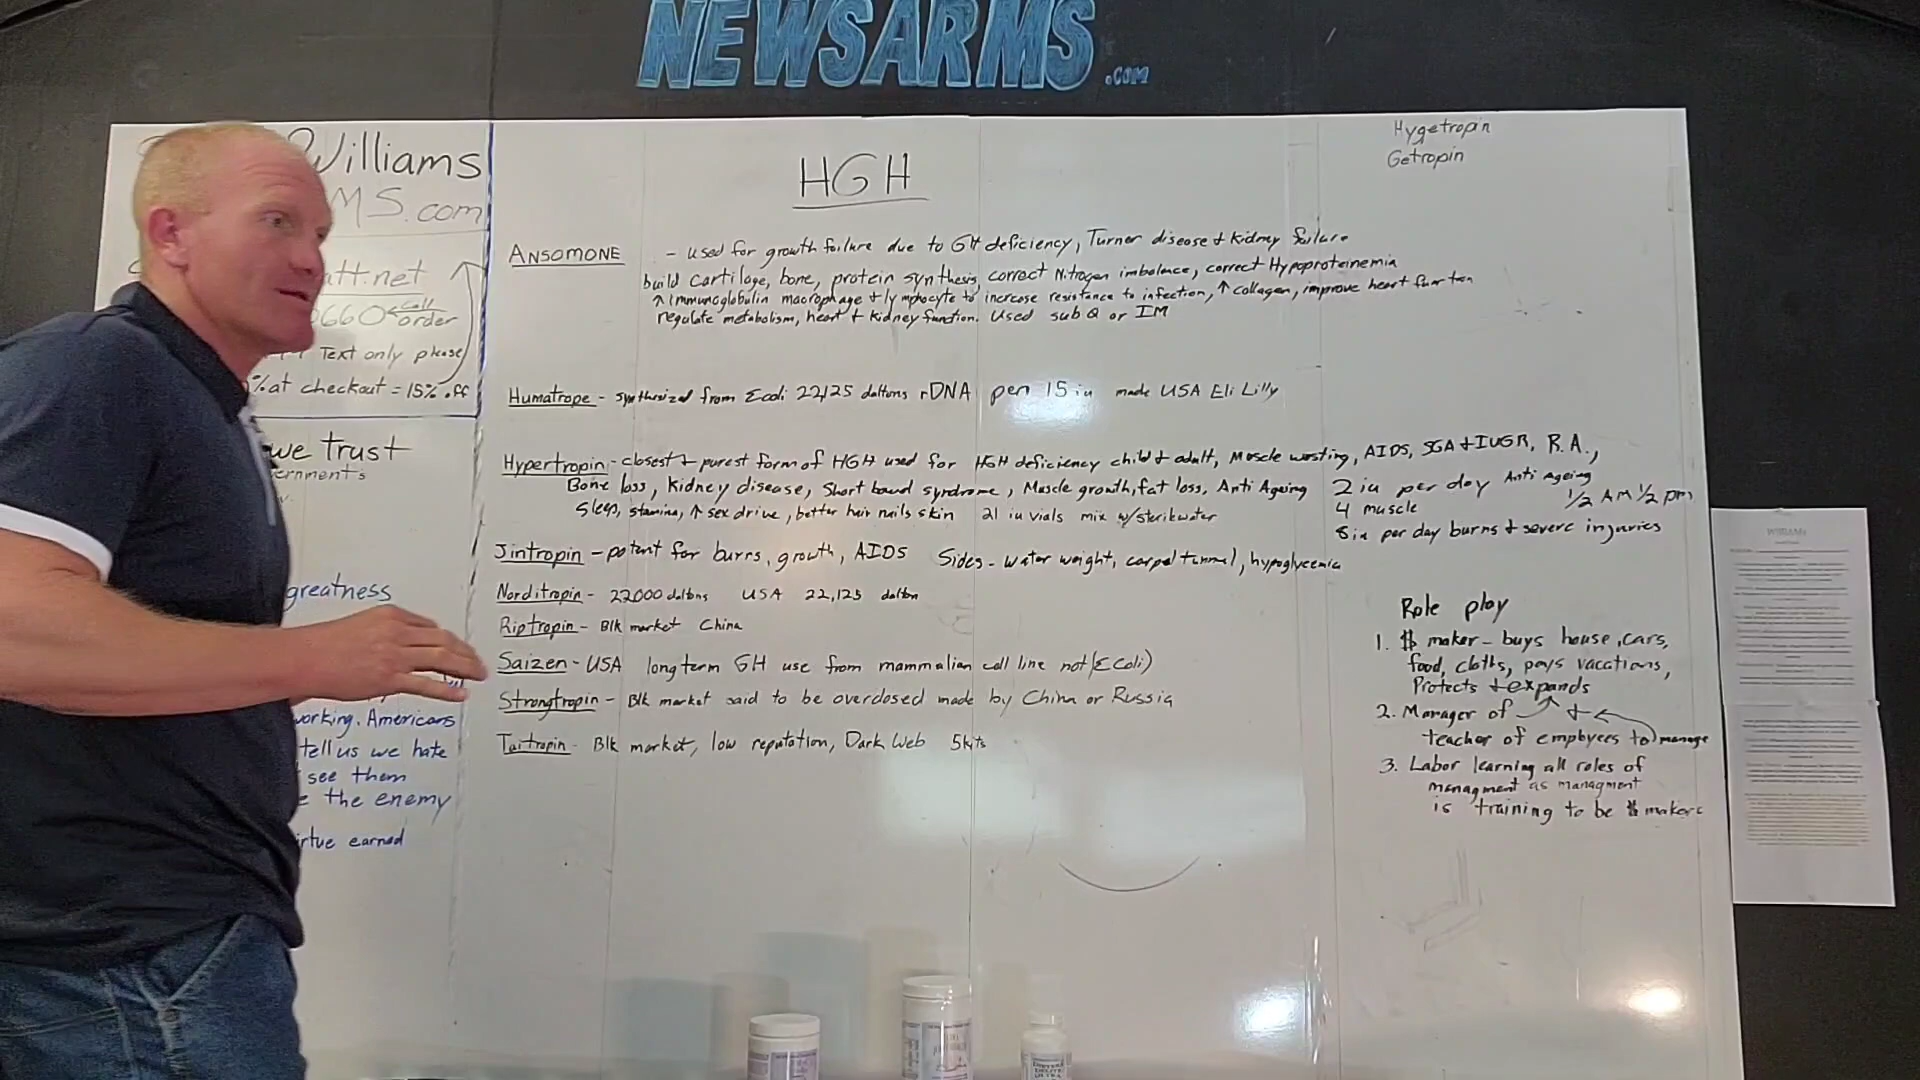 NEWSARMS.com
Williams
MS.com
att.net
660 Call
order
Text only please
% at checkout = 15% off
we trust
ernment's
greatness
working. Americans
tell us we hate
see them
e the enemy
irtue earned
HGH
Hygetropin
Getropin
ANSOMONE - used for growth failure due to GH deficiency, Turner disease & kidney failure
build cartilage, bone, protein synthesis, correct Nitrogen imbalance, correct Hypoproteinemia
↑ immunoglobulin macrophage & lymphocyte to increase resistance to infection, ↑ collagen, improve heart function
regulate metabolism, heart & kidney function. Used sub Q or IM
Humatrope - synthesized from Ecoli 22,125 daltons rDNA pen 15 iu made USA Eli Lilly
Hypertropin - closest & purest form of HGH used for HGH deficiency child & adult, Muscle wasting, AIDS, SGA & IUGR, R.A.,
Bone loss, kidney disease, Short bowel syndrome, Muscle growth, fat loss, Anti Ageing
Sleep, stamina, ↑ sex drive, better hair nails skin 21 iu vials mix w/sterile water
2 iu per day Anti Ageing
1/2 AM 1/2 pm
4 muscle
8 iu per day burns & severe injuries
Jintropin - potent for burns, growth, AIDS Sides - water weight, carpal tunnel, hypoglycemia
Norditropin - 22000 daltons USA 22,125 dalton
Riptropin - Blk market China
Saizen - USA long term GH use from mammalian cell line not (E Coli)
Strongtropin - Blk market said to be overdosed made by China or Russia
Taitropin - Blk market, low reputation, Dark Web 5 kits
Role play
1. $ maker - buys house, cars,
food, cloths, pays vacations,
Protects & expands
2. Manager of &
teacher of employees to manage
3. Labor learning all roles of
managment as managment
is training to be $ makers
WILLIAMS